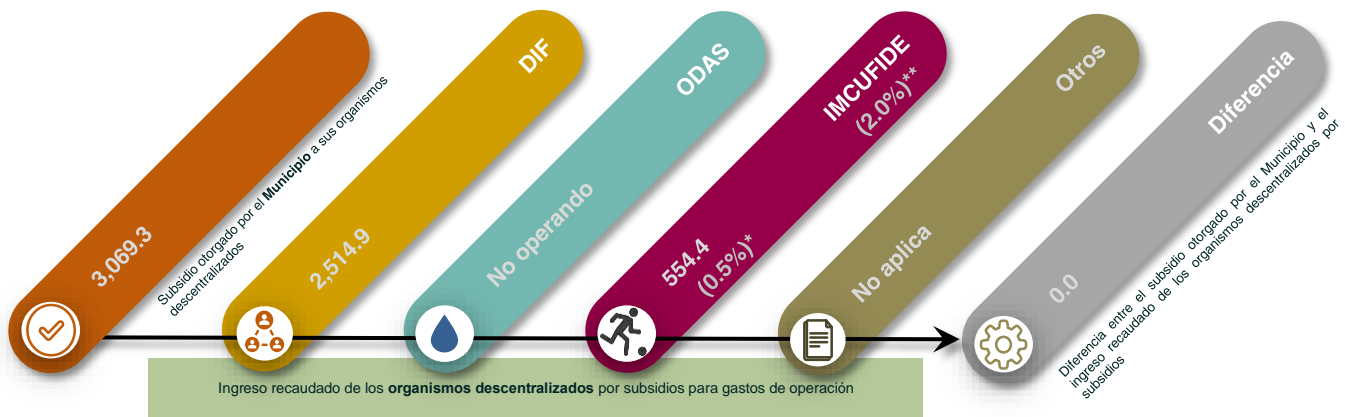 3,069.3
Subsidio otorgado por el Municipio a sus organismos
descentralizados
DIF
2,514.9
ODAS
No operando
IMCUFIDE
(2.0%)**
554.4
(0.5%)*
Otros
No aplica
Diferencia
0.0
Diferencia entre el subsidio otorgado por el Municipio y el
ingreso recaudado de los organismos descentralizados por
subsidios
Ingreso recaudado de los organismos descentralizados por subsidios para gastos de operación